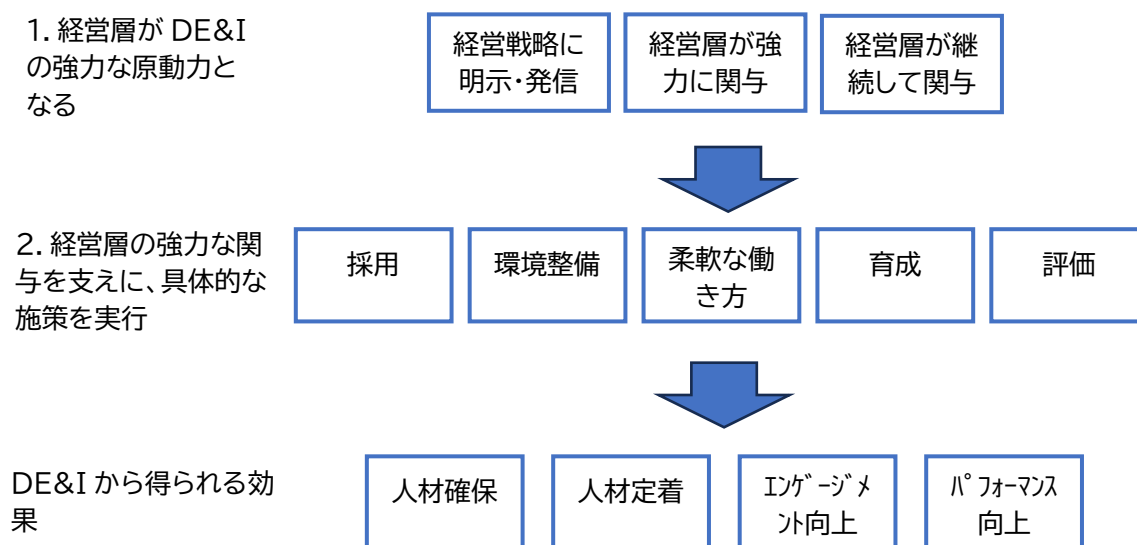 1. 経営層が DE&I
の強力な原動力と
なる
経営戦略に
明示・発信
経営層が強
力に関与
経営層が継
続して関与
2. 経営層の強力な関
与を支えに、具体的な
施策を実行
採用
環境整備
柔軟な働
き方
育成
評価
DE&I から得られる効
果
人材確保
人材定着
ｴﾝｹﾞｰｼﾞﾒ
ﾝﾄ向上
ﾊﾟﾌｫｰﾏﾝｽ
向上